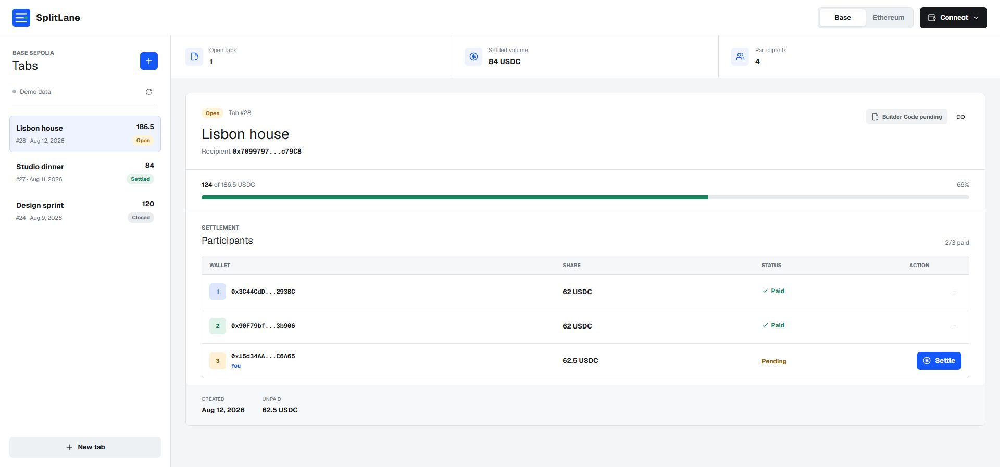 SplitLane
Base
Ethereum
Connect
BASE SEPOLIA
Tabs
Demo data
Lisbon house 186.5
#28 · Aug 12, 2026 Open
Studio dinner 84
#27 · Aug 11, 2026 Settled
Design sprint 120
#24 · Aug 9, 2026 Closed
New tab
Open tabs
1
Settled volume
84 USDC
Participants
4
Open Tab #28
Builder Code pending
Lisbon house
Recipient 0x7099797...c79C8
124 of 186.5 USDC 66%
SETTLEMENT
Participants
2/3 paid
WALLET SHARE STATUS ACTION
1 0x3C44CdD...293BC 62 USDC Paid –
2 0x90F79bf...3b906 62 USDC Paid –
3 0x15d34AA...C6A65 62.5 USDC Pending Settle
You
CREATED UNPAID
Aug 12, 2026 62.5 USDC